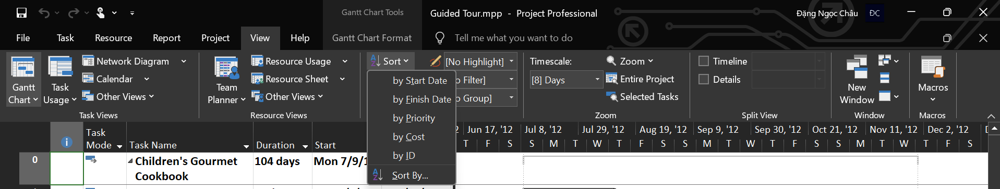 Gantt Chart Tools
Guided Tour.mpp - Project Professional
Đặng Ngọc Châu
ĐC
File
Task
Resource
Report
Project
View
Help
Gantt Chart Format
Tell me what you want to do
Gantt
Chart
Task
Usage
Network Diagram
Calendar
Other Views
Task Views
Team
Planner
Resource Usage
Resource Sheet
Other Views
Resource Views
Sort
by Start Date
by Finish Date
by Priority
by Cost
by ID
Sort By...
[No Highlight]
o Filter]
o Group]
Timescale:
[8] Days
Zoom
Entire Project
Selected Tasks
Zoom
Timeline
Details
Split View
New
Window
Window
Macros
Macros
Task
Mode
Task Name
Duration
Start
2 Jun 17, '12 Jul 8, '12 Jul 29, '12 Aug 19, '12 Sep 9, '12 Sep 30, '12 Oct 21, '12 Nov 11, '12 Dec 2, '12
T F S S M T W T F S S M T W T F S S M T W T F S
0
Children's Gourmet
Cookbook
104 days
Mon 7/9/1